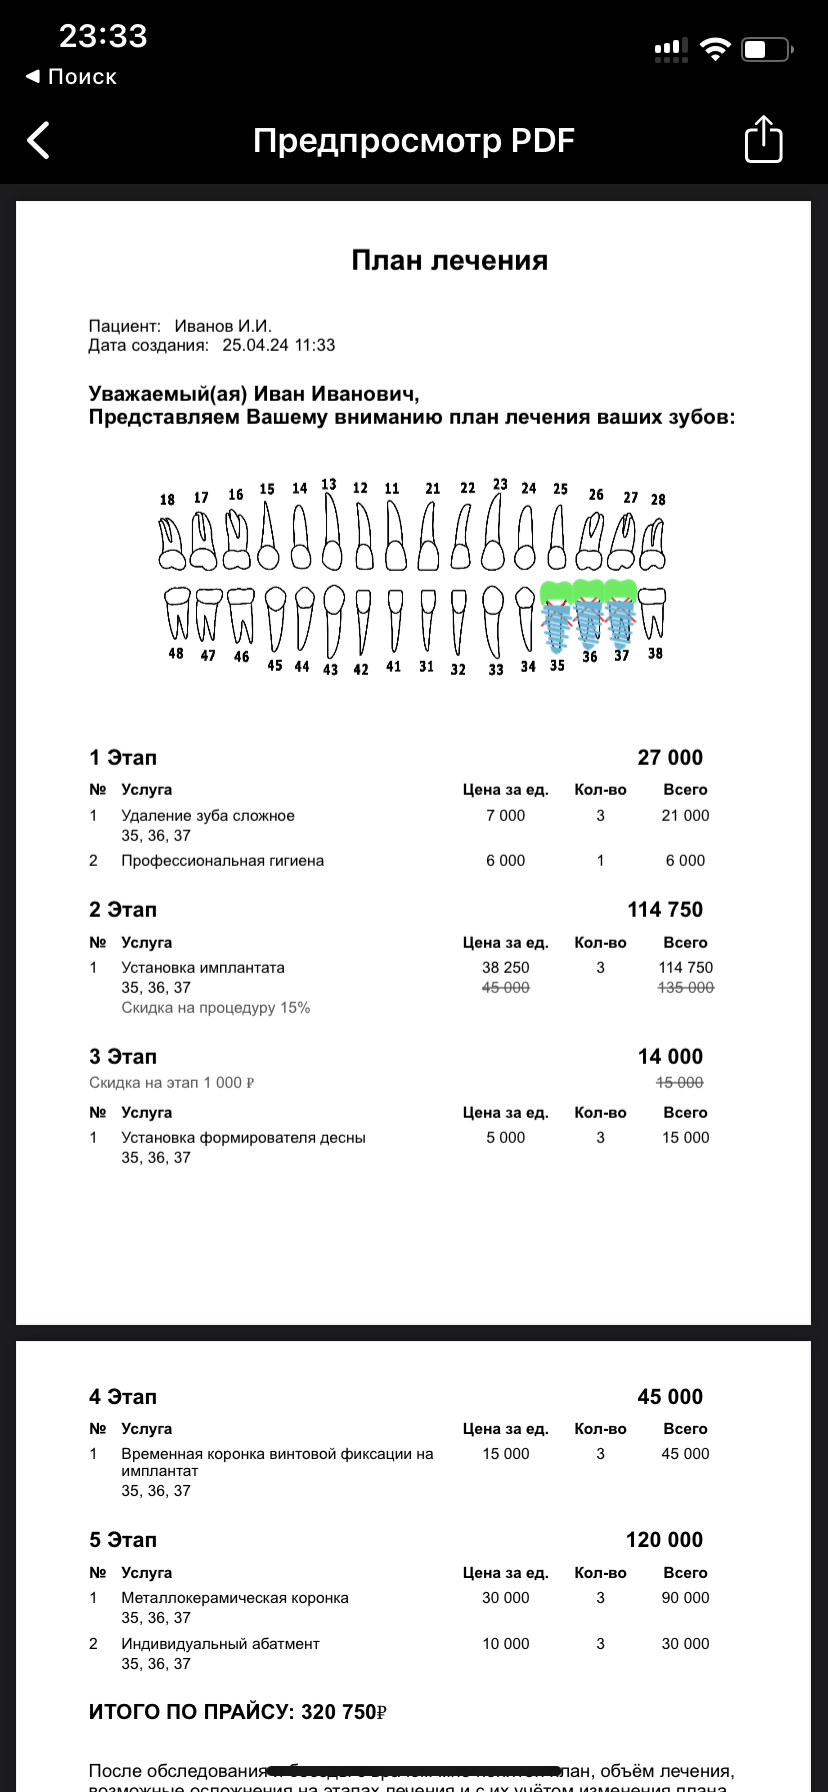 23:33
Поиск
Предпросмотр PDF
План лечения
Пациент: Иванов И.И.
Дата создания: 25.04.24 11:33
Уважаемый(ая) Иван Иванович,
Представляем Вашему вниманию план лечения ваших зубов:
18 17 16 15 14 13 12 11 21 22 23 24 25 26 27 28
48 47 46 45 44 43 42 41 31 32 33 34 35 36 37 38
1 Этап 27 000
№ Услуга Цена за ед. Кол-во Всего
1 Удаление зуба сложное 7 000 3 21 000
35, 36, 37
2 Профессиональная гигиена 6 000 1 6 000
2 Этап 114 750
№ Услуга Цена за ед. Кол-во Всего
1 Установка имплантата 38 250 3 114 750
35, 36, 37 45 000 135 000
Скидка на процедуру 15%
3 Этап 14 000
Скидка на этап 1 000 ₽ 15 000
№ Услуга Цена за ед. Кол-во Всего
1 Установка формирователя десны 5 000 3 15 000
35, 36, 37
4 Этап 45 000
№ Услуга Цена за ед. Кол-во Всего
1 Временная коронка винтовой фиксации на 15 000 3 45 000
имплантат
35, 36, 37
5 Этап 120 000
№ Услуга Цена за ед. Кол-во Всего
1 Металлокерамическая коронка 30 000 3 90 000
35, 36, 37
2 Индивидуальный абатмент 10 000 3 30 000
35, 36, 37
ИТОГО ПО ПРАЙСУ: 320 750₽
После обследования план, объём лечения,
возможные осложнения на этапах лечения и с их учётом изменения плана